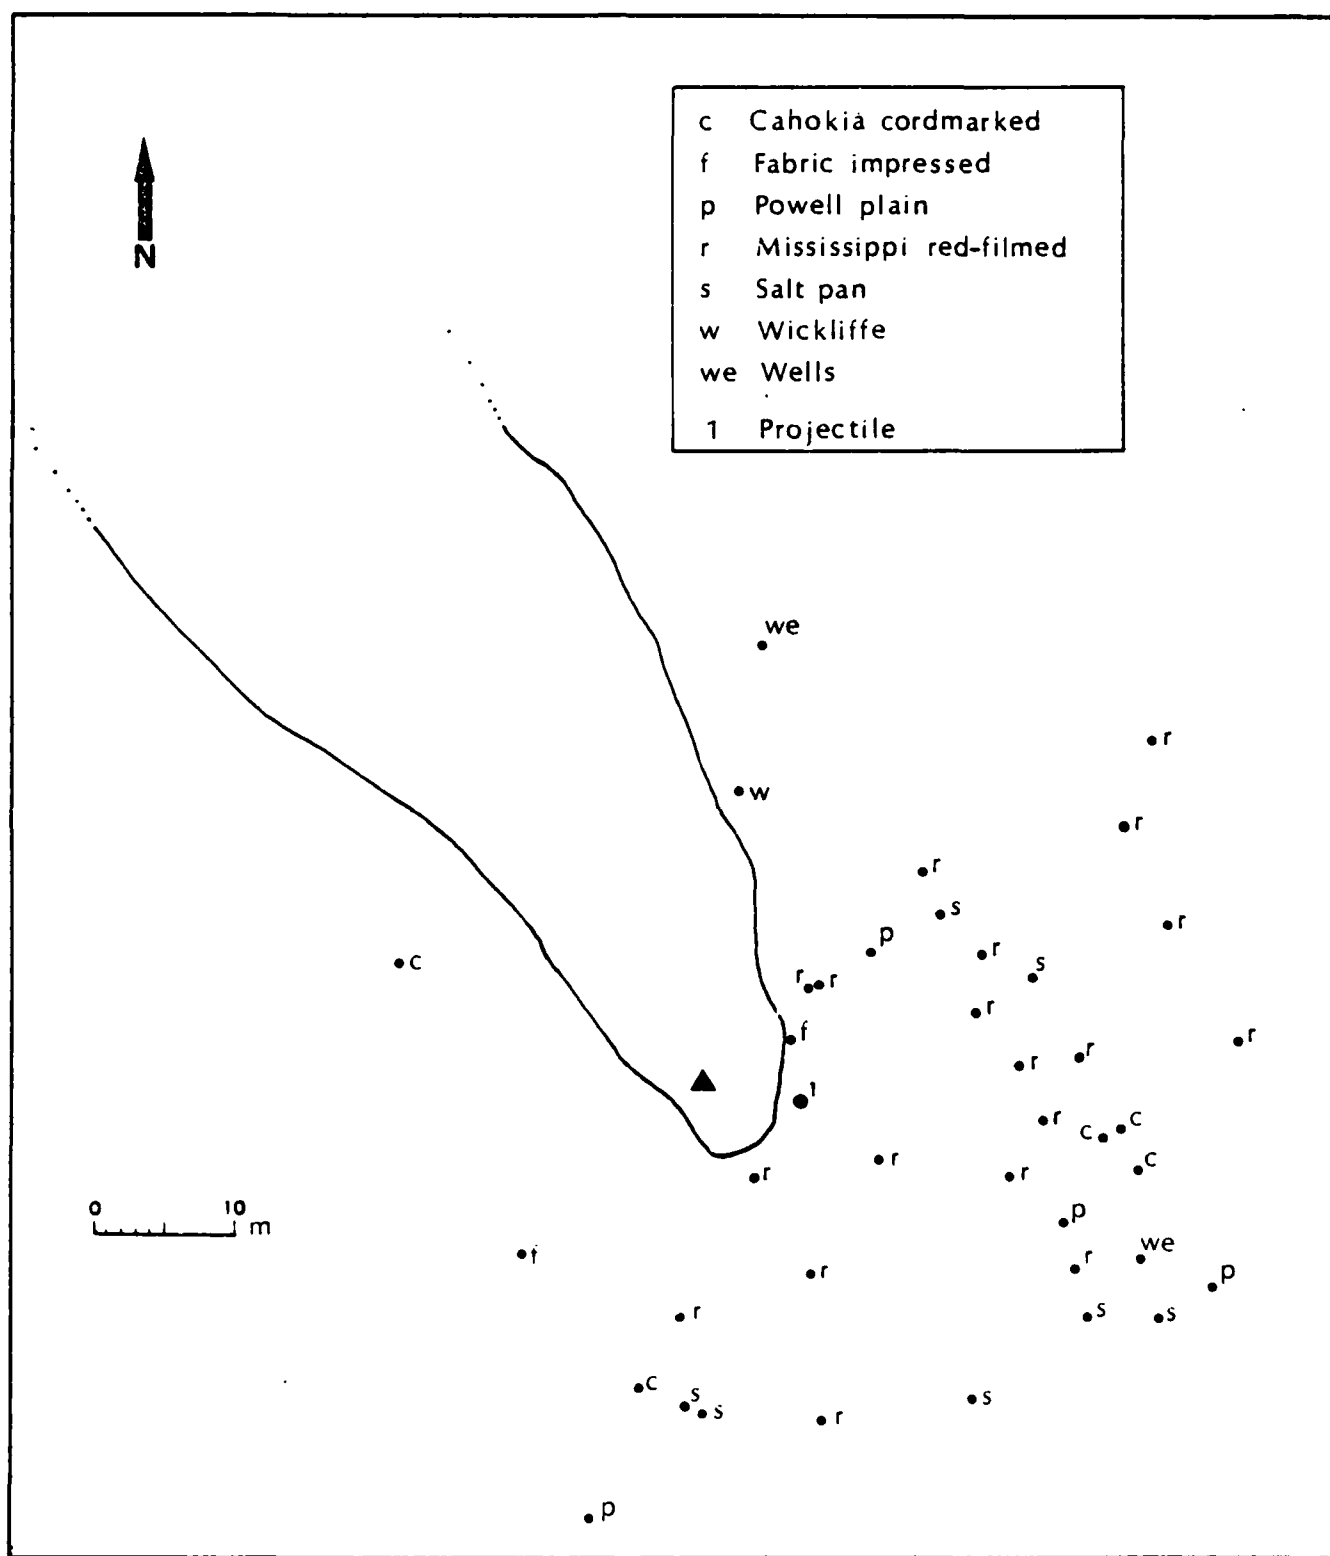 c Cahokia cordmarked
f Fabric impressed
p Powell plain
r Mississippi red-filmed
s Salt pan
w Wickliffe
we Wells
1 Projectile
N
we
r
w
r
r
s
r
p
r
c
s
r r
r
f
r
r
r
1
r
c c
c
r
r
r
0 10 m
p
we
f
r
r
p
r
s
s
c
s
s
s
r
p